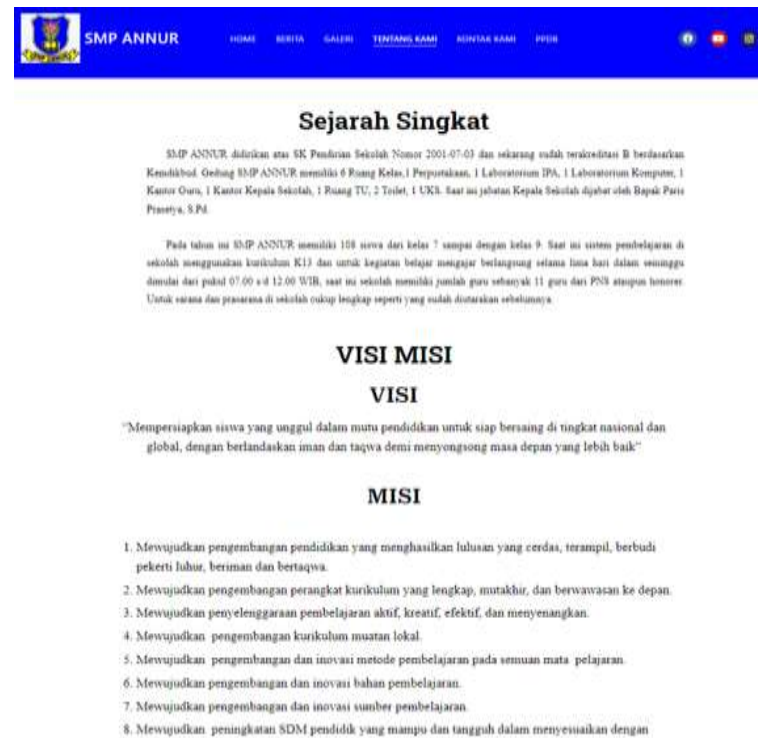 SMP ANNUR
HOME BERITA GALERI TENTANG KAMI KONTAK KAMI PPDB
Sejarah Singkat
SMP ANNUR didirikan atas SK Pendirian Sekolah Nomor 2001-07-03 dan sekarang sudah terakreditasi B berdasarkan
Kemdikbud. Gedung SMP ANNUR memiliki 6 Ruang Kelas,1 Perpustakaan, 1 Laboratorium IPA, 1 Laboratorium Komputer, 1
Kantor Guru, 1 Kantor Kepala Sekolah, 1 Ruang TU, 2 Toilet, 1 UKS. Saat ini jabatan Kepala Sekolah dijabat oleh Bapak Paris
Prasetya, S.Pd.
Pada tahun ini SMP ANNUR memiliki 108 siswa dari kelas 7 sampai dengan kelas 9. Saat ini sistem pembelajaran di
sekolah menggunakan kurikulum K13 dan untuk kegiatan belajar mengajar berlangsung selama lima hari dalam seminggu
dimulai dari pukul 07.00 s/d 12.00 WIB, saat ini sekolah memiliki jumlah guru sebanyak 11 guru dari PNS ataupun honorer.
Untuk sarana dan prasarana di sekolah cukup lengkap seperti yang sudah diutarakan sebelumnya.
VISI MISI
VISI
"Mempersiapkan siswa yang unggul dalam mutu pendidikan untuk siap bersaing di tingkat nasional dan
global, dengan berlandaskan iman dan taqwa demi menyongsong masa depan yang lebih baik"
MISI
1. Mewujudkan pengembangan pendidikan yang menghasilkan lulusan yang cerdas, terampil, berbudi
pekerti luhur, beriman dan bertaqwa.
2. Mewujudkan pengembangan perangkat kurikulum yang lengkap, mutakhir, dan berwawasan ke depan.
3. Mewujudkan penyelenggaraan pembelajaran aktif, kreatif, efektif, dan menyenangkan.
4. Mewujudkan pengembangan kurikulum muatan lokal.
5. Mewujudkan pengembangan dan inovasi metode pembelajaran pada semuan mata pelajaran.
6. Mewujudkan pengembangan dan inovasi bahan pembelajaran.
7. Mewujudkan pengembangan dan inovasi sumber pembelajaran.
8. Mewujudkan peningkatan SDM pendidik yang mampu dan tangguh dalam menyesuaikan dengan